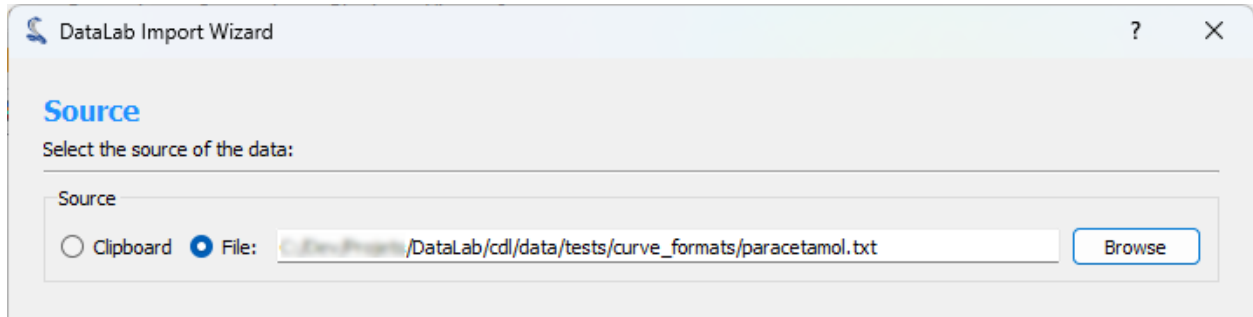 DataLab Import Wizard ?
Source
Select the source of the data:
Source
Clipboard File: /DataLab/cdl/data/tests/curve_formats/paracetamol.txt Browse